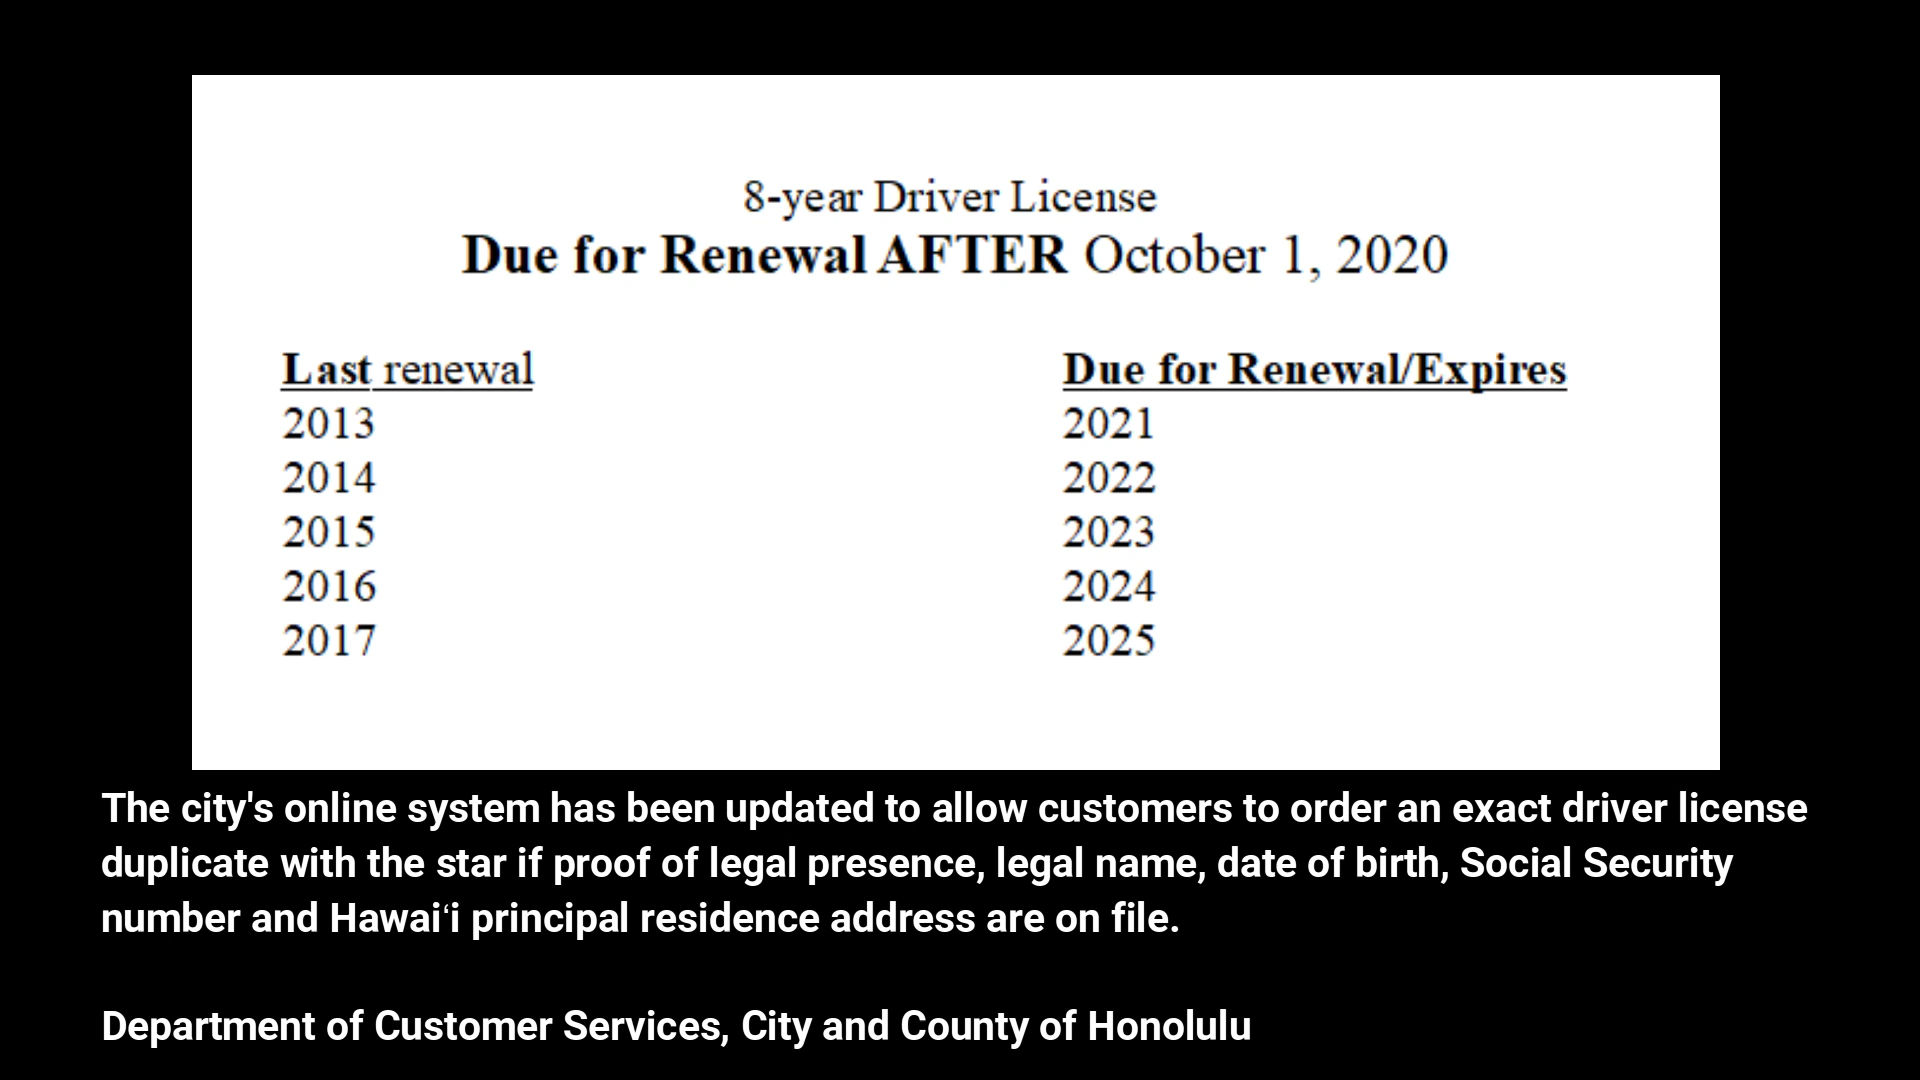 8-year Driver License
Due for Renewal AFTER October 1, 2020
Last renewal Due for Renewal/Expires
2013 2021
2014 2022
2015 2023
2016 2024
2017 2025
The city's online system has been updated to allow customers to order an exact driver license
duplicate with the star if proof of legal presence, legal name, date of birth, Social Security
number and Hawaiʻi principal residence address are on file.
Department of Customer Services, City and County of Honolulu